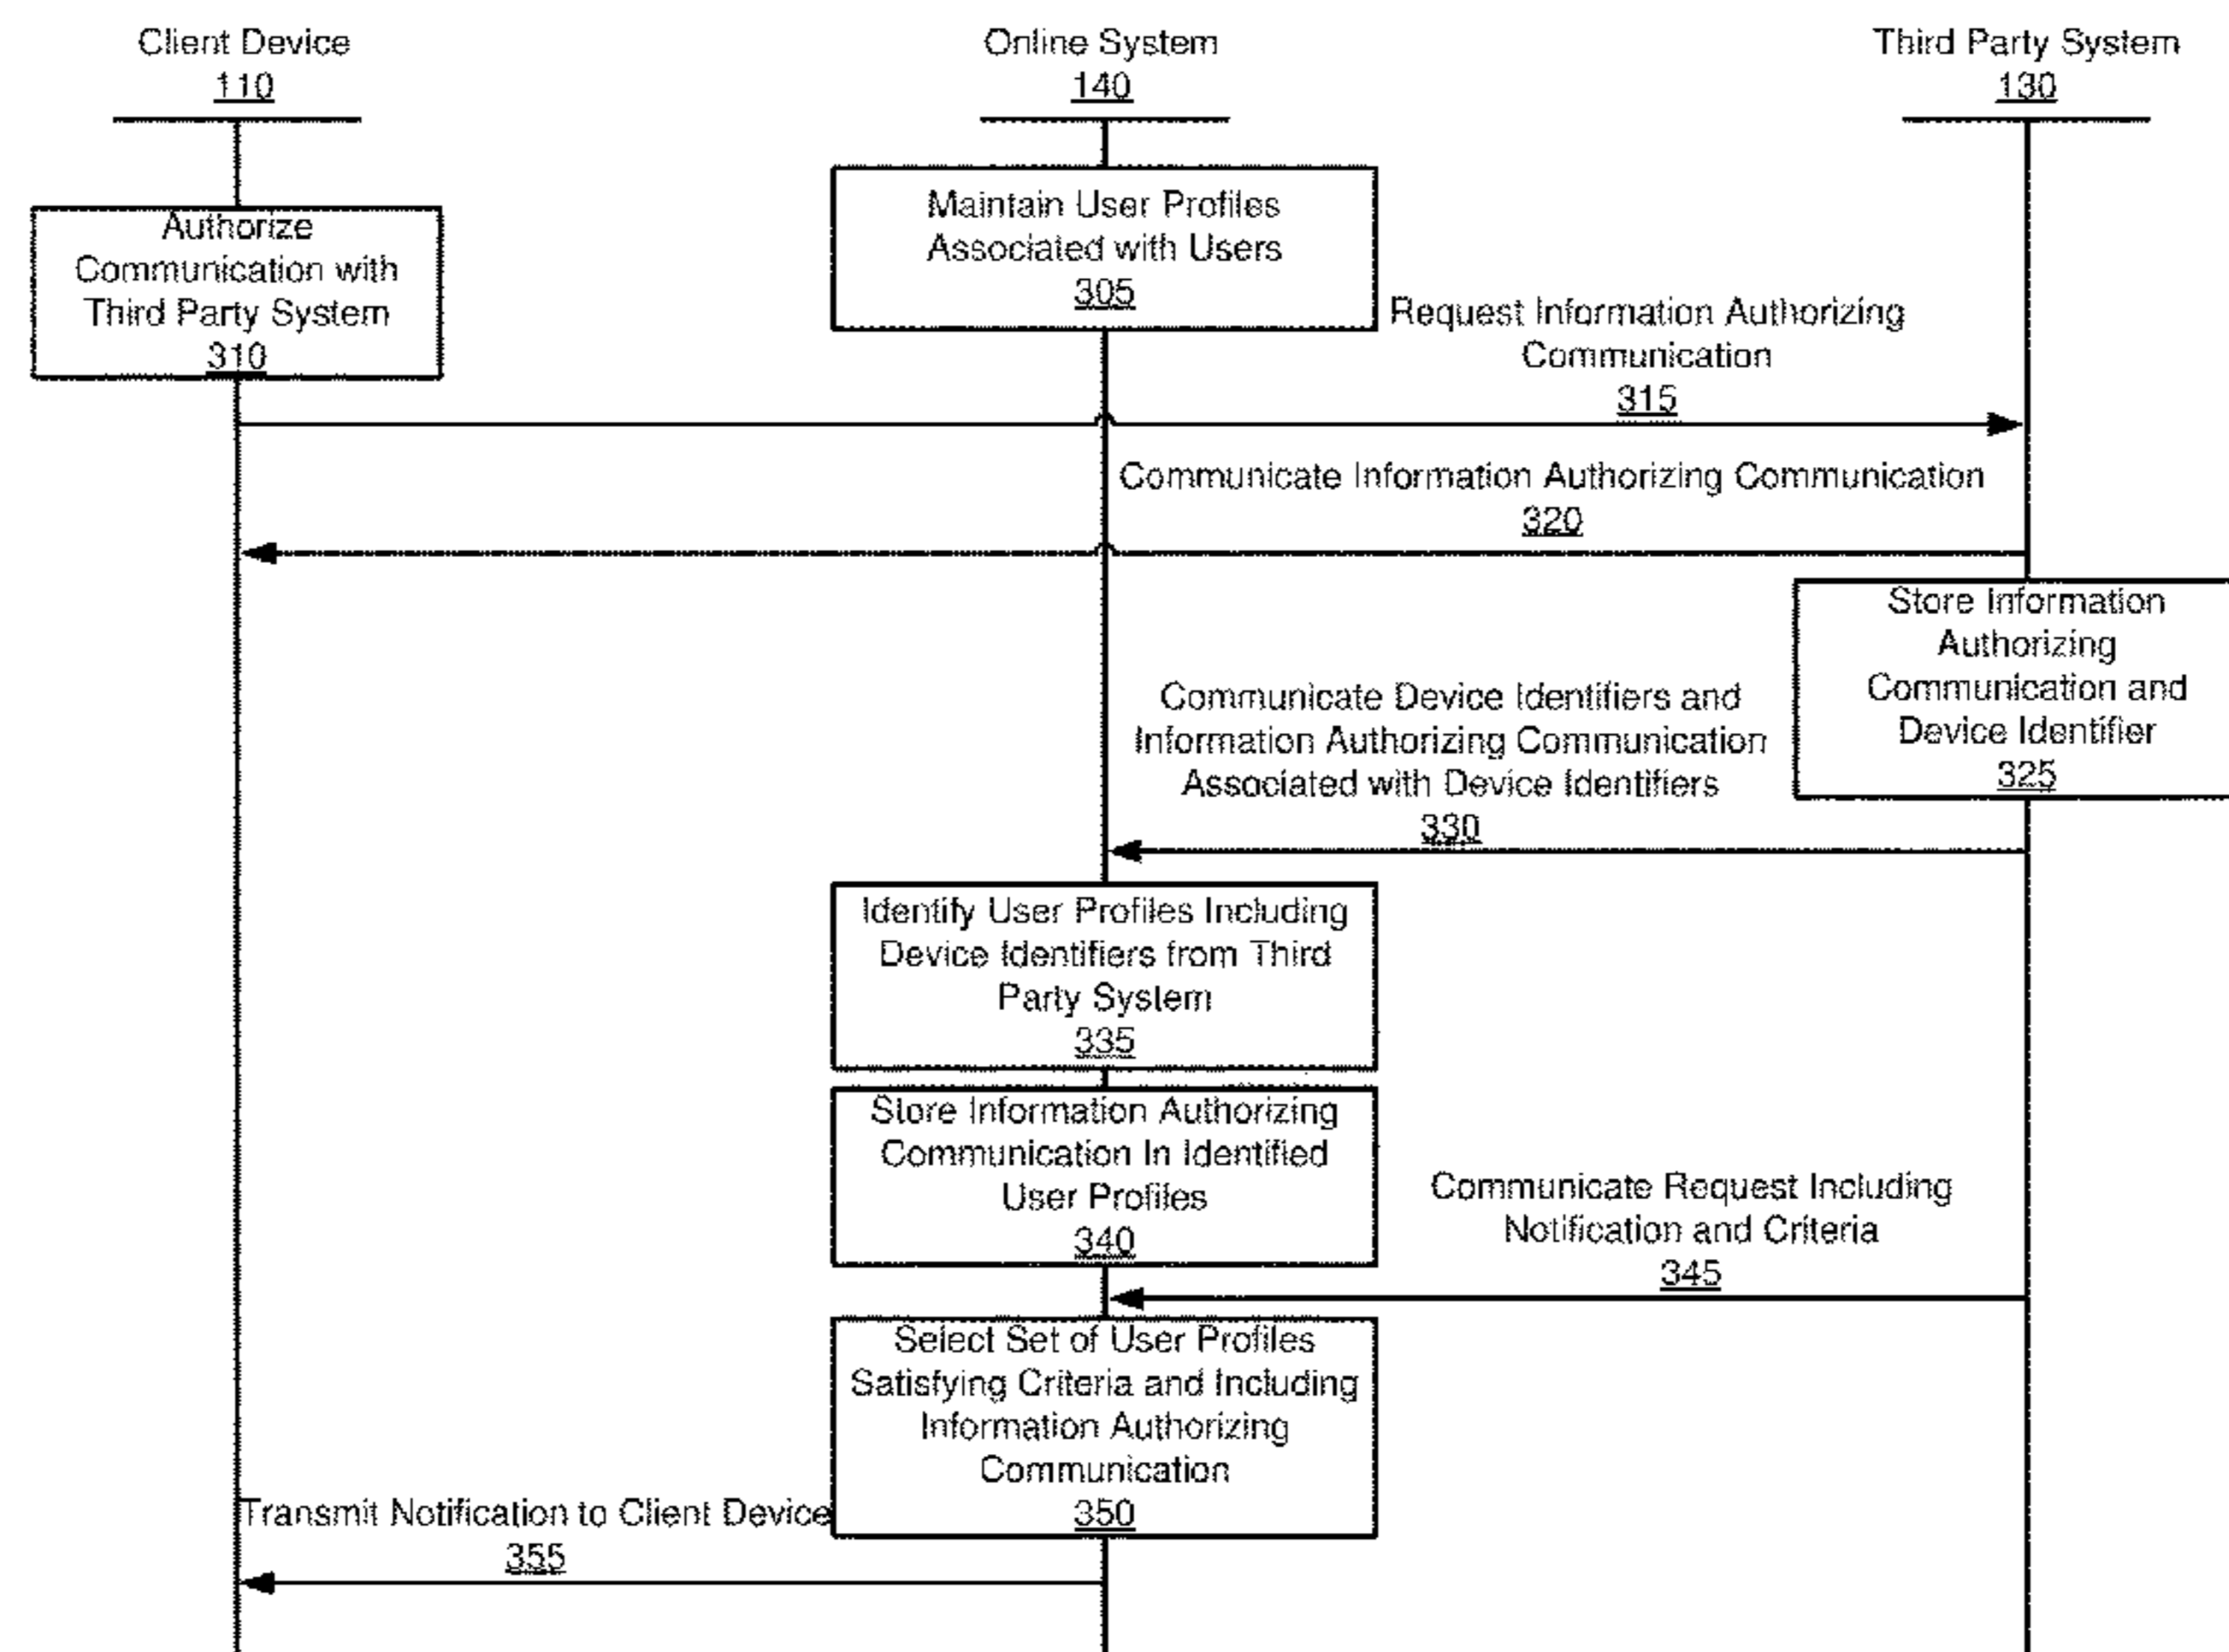 Client Device
110
Online System
140
Third Party System
130
Maintain User Profiles
Associated with Users
305
Authorize
Communication with
Third Party System
310
Request Information Authorizing
Communication
315
Communicate Information Authorizing Communication
320
Store Information
Authorizing
Communication and
Device Identifier
325
Communicate Device Identifiers and
Information Authorizing Communication
Associated with Device Identifiers
330
Identify User Profiles Including
Device Identifiers from Third
Party System
335
Store Information Authorizing
Communication In Identified
User Profiles
340
Communicate Request Including
Notification and Criteria
345
Select Set of User Profiles
Satisfying Criteria and Including
Information Authorizing
Communication
350
Transmit Notification to Client Device
355